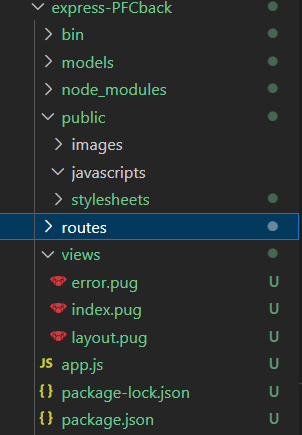 express-PFCback
bin
models
node_modules
public
images
javascripts
stylesheets
routes
views
error.pug U
index.pug U
layout.pug U
JS app.js U
{} package-lock.json U
{} package.json U